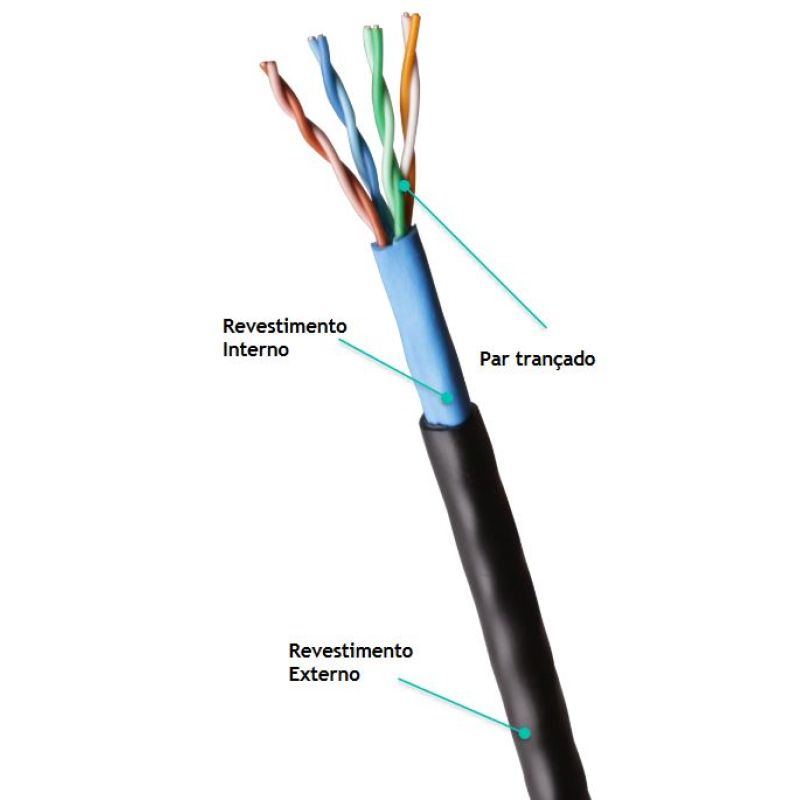 Revestimento
Interno
Par trançado
Revestimento
Externo